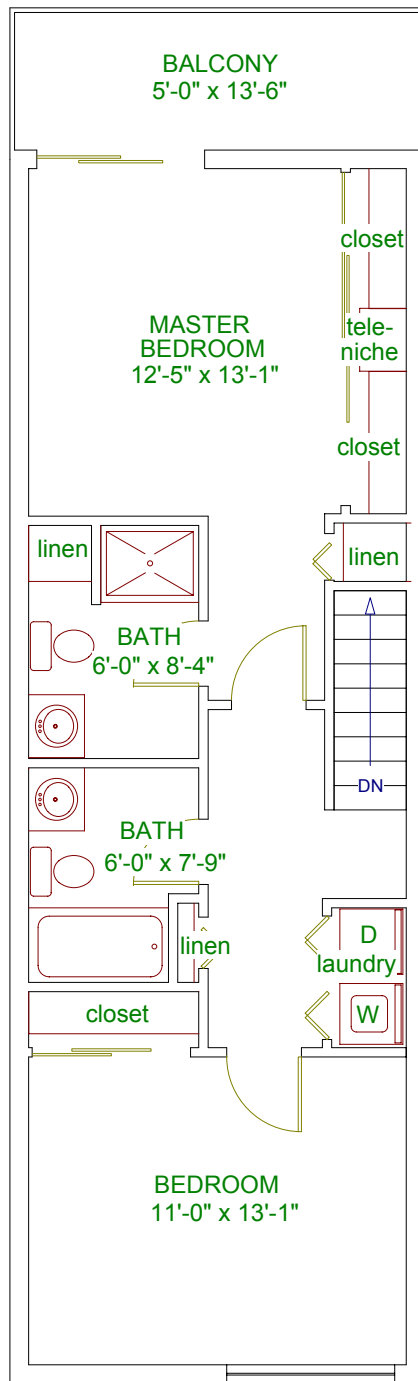 BALCONY
5'-0" x 13'-6"
closet
MASTER
BEDROOM
12'-5" x 13'-1"
tele-
niche
closet
linen
linen
BATH
6'-0" x 8'-4"
DN
BATH
6'-0" x 7'-9"
linen
D
laundry
W
closet
BEDROOM
11'-0" x 13'-1"